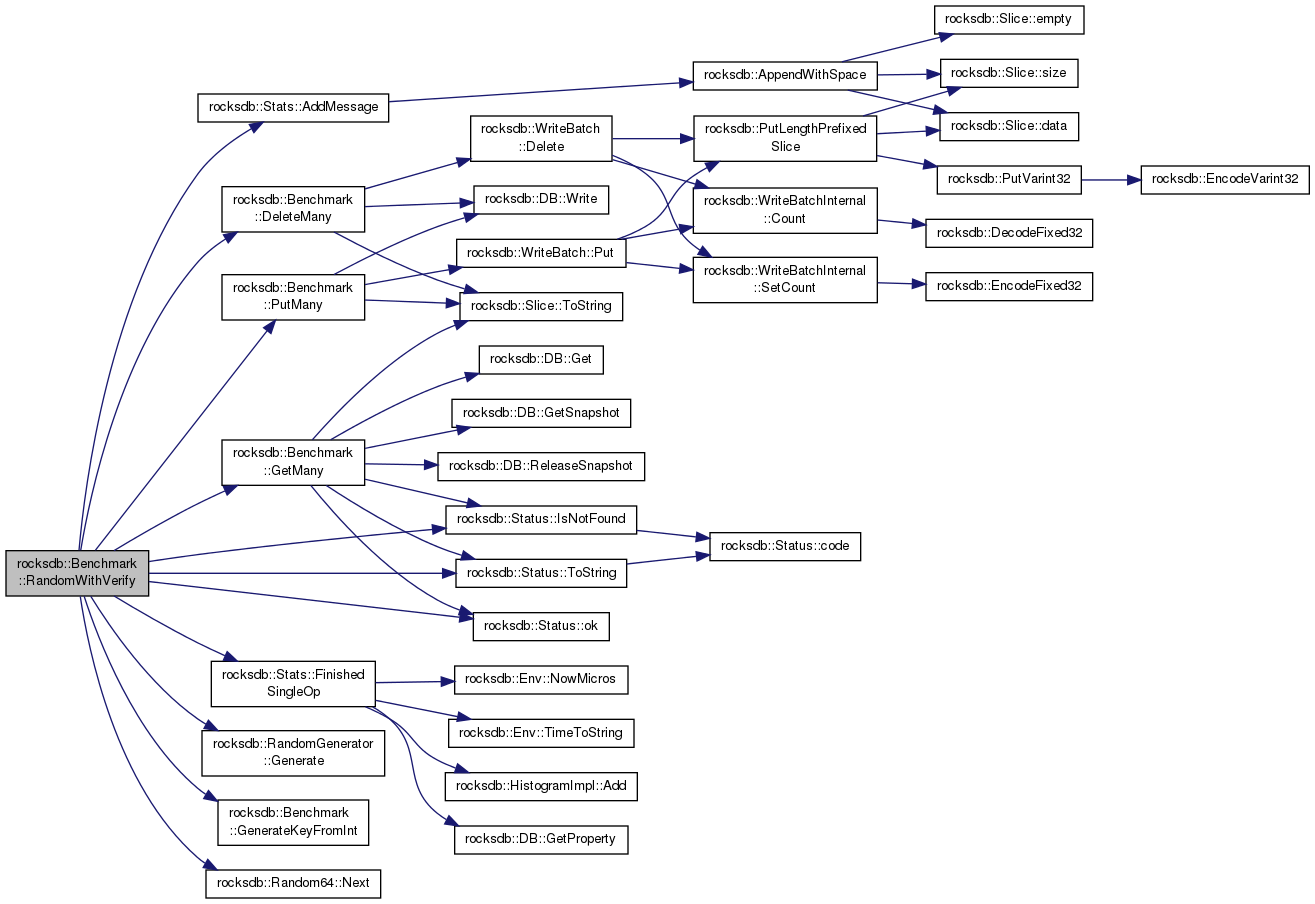 rocksdb::Slice::empty
rocksdb::AppendWithSpace
rocksdb::Slice::size
rocksdb::Stats::AddMessage
rocksdb::WriteBatch
::Delete
rocksdb::PutLengthPrefixed
Slice
rocksdb::Slice::data
rocksdb::PutVarint32
rocksdb::EncodeVarint32
rocksdb::Benchmark
::DeleteMany
rocksdb::DB::Write
rocksdb::WriteBatchInternal
::Count
rocksdb::DecodeFixed32
rocksdb::WriteBatch::Put
rocksdb::WriteBatchInternal
::SetCount
rocksdb::EncodeFixed32
rocksdb::Benchmark
::PutMany
rocksdb::Slice::ToString
rocksdb::DB::Get
rocksdb::DB::GetSnapshot
rocksdb::Benchmark
::GetMany
rocksdb::DB::ReleaseSnapshot
rocksdb::Status::IsNotFound
rocksdb::Status::code
rocksdb::Benchmark
::RandomWithVerify
rocksdb::Status::ToString
rocksdb::Status::ok
rocksdb::Stats::Finished
SingleOp
rocksdb::Env::NowMicros
rocksdb::Env::TimeToString
rocksdb::RandomGenerator
::Generate
rocksdb::HistogramImpl::Add
rocksdb::Benchmark
::GenerateKeyFromInt
rocksdb::DB::GetProperty
rocksdb::Random64::Next